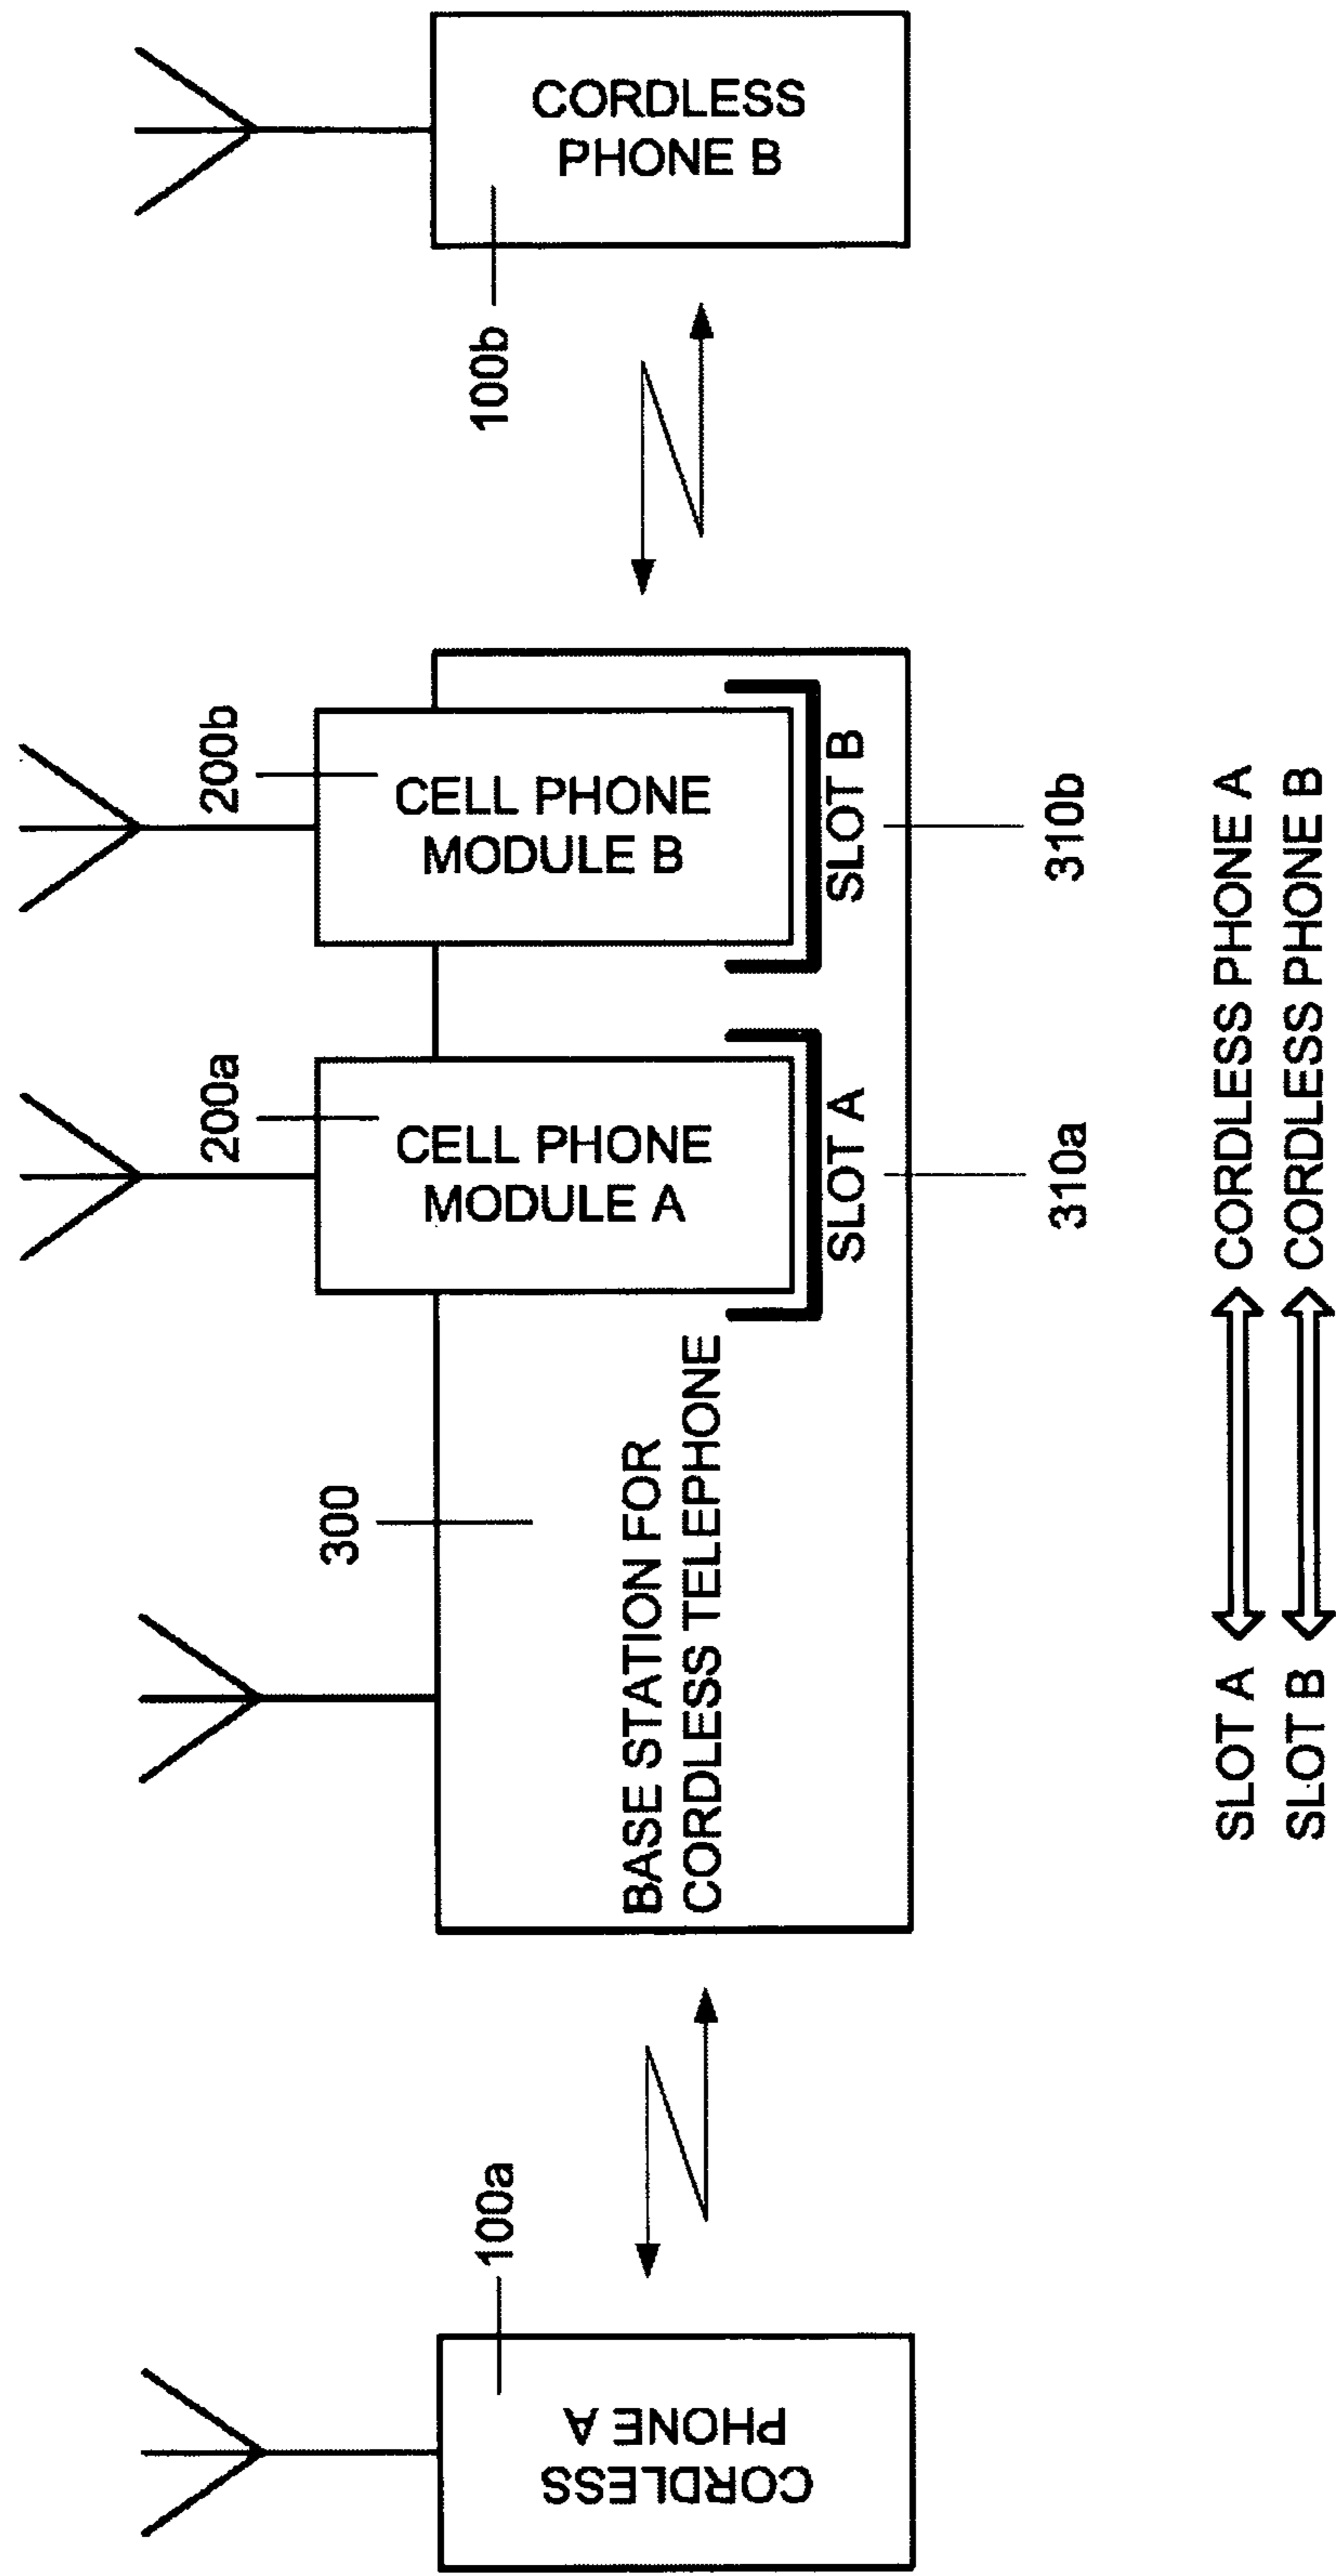 CORDLESS
PHONE B
100b
200b
CELL PHONE
MODULE B
SLOT B
310b
200a
CELL PHONE
MODULE A
SLOT A
310a
300
BASE STATION FOR
CORDLESS TELEPHONE
100a
CORDLESS
PHONE A
SLOT A CORDLESS PHONE A
SLOT B CORDLESS PHONE B